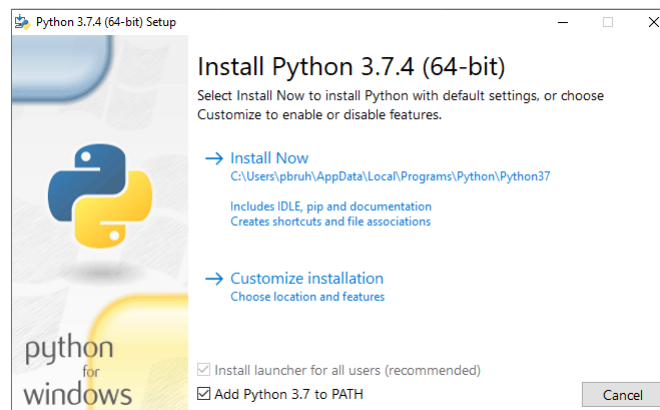 Python 3.7.4 (64-bit) Setup
Install Python 3.7.4 (64-bit)
Select Install Now to install Python with default settings, or choose
Customize to enable or disable features.
Install Now
C:\Users\pbruh\AppData\Local\Programs\Python\Python37
Includes IDLE, pip and documentation
Creates shortcuts and file associations
Customize installation
Choose location and features
python
for
windows
Install launcher for all users (recommended)
Add Python 3.7 to PATH
Cancel